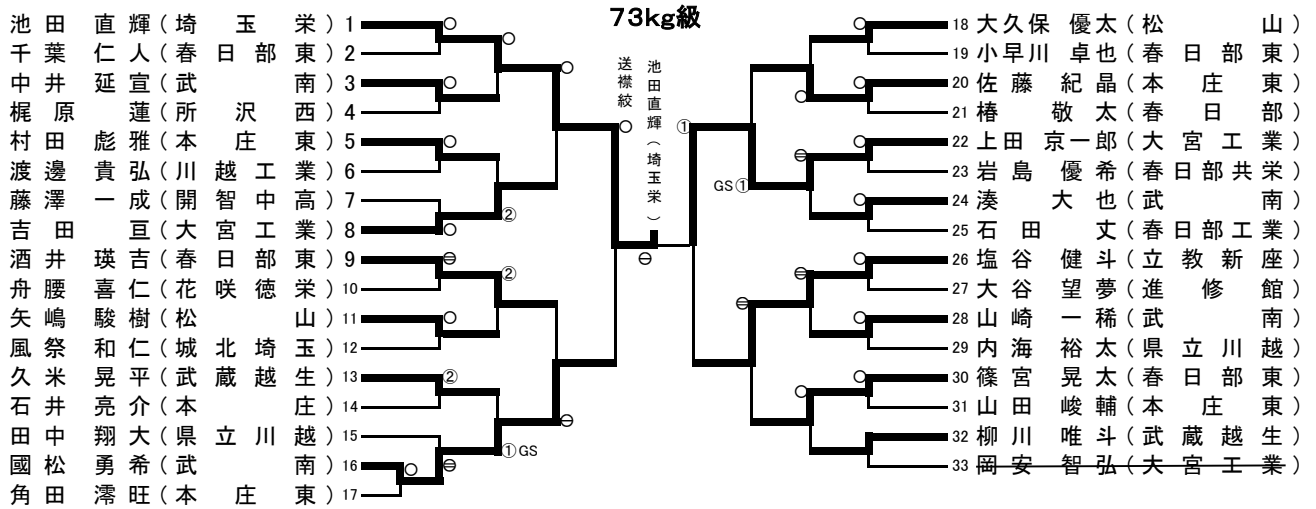 73kg級
池田 直輝(埼玉栄) 1
千葉 仁人(春日部東) 2
中井 延宣(武南) 3
梶原 蓮(所沢西) 4
村田 彪雅(本庄東) 5
渡邊 貴弘(川越工業) 6
藤澤 一成(開智中高) 7
吉田 亘(大宮工業) 8
酒井 瑛吉(春日部東) 9
舟腰 喜仁(花咲徳栄) 10
矢嶋 駿樹(松山) 11
風祭 和仁(城北埼玉) 12
久米 晃平(武蔵越生) 13
石井 亮介(本庄) 14
田中 翔大(県立川越) 15
國松 勇希(武南) 16
角田 澪旺(本庄東) 17
○
○
○
○
○
②
○
⊖
②
○
②
①GS
○
⊖
⊖
○
○
送襟絞
池田直輝(埼玉栄)
⊖
①
GS①
⊖
○
○
⊖
○
○
⊖
○
○
○
○
○
18 大久保 優太(松山)
19 小早川 卓也(春日部東)
20 佐藤 紀晶(本庄東)
21 椿 敬太(春日部)
22 上田 京一郎(大宮工業)
23 岩島 優希(春日部共栄)
24 湊 大也(武南)
25 石田 丈(春日部工業)
26 塩谷 健斗(立教新座)
27 大谷 望夢(進修館)
28 山崎 一稀(武南)
29 内海 裕太(県立川越)
30 篠宮 晃太(春日部東)
31 山田 峻輔(本庄東)
32 柳川 唯斗(武蔵越生)
33 岡安 智弘(大宮工業)